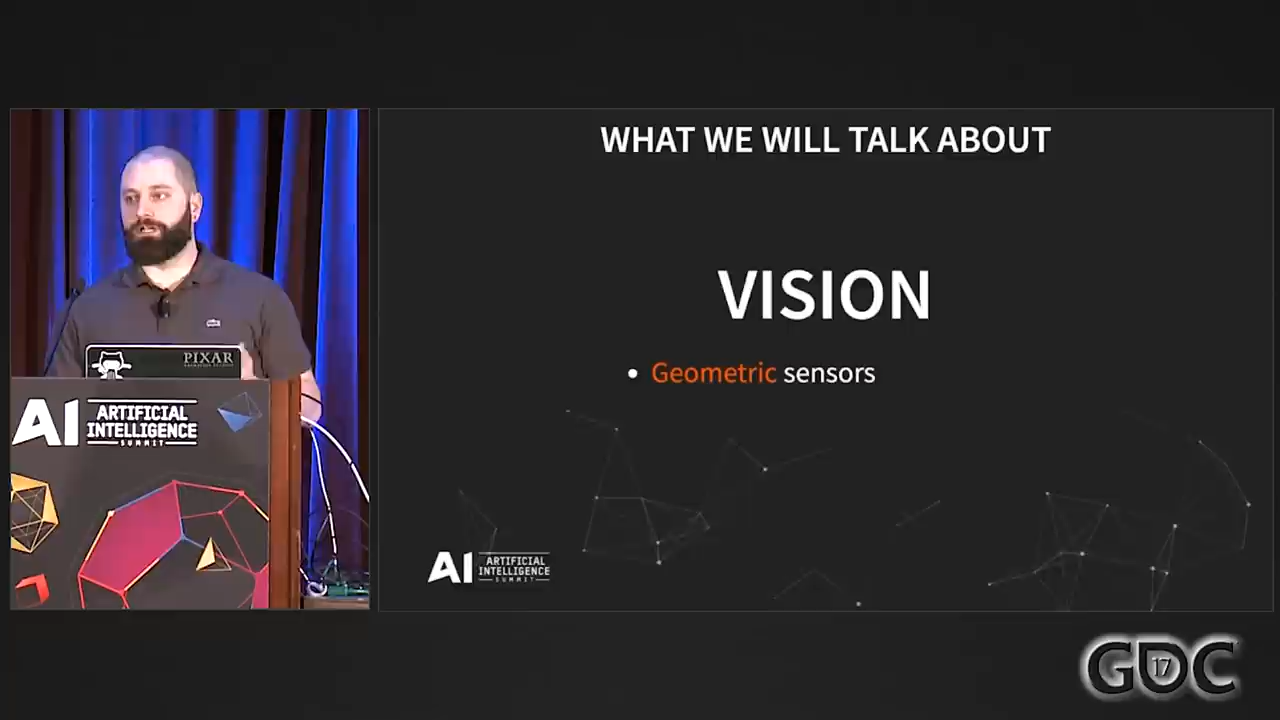 WHAT WE WILL TALK ABOUT
VISION
• Geometric sensors
AI ARTIFICIAL
INTELLIGENCE
SUMMIT
PIXAR
AI ARTIFICIAL
INTELLIGENCE
SUMMIT
GDC
17